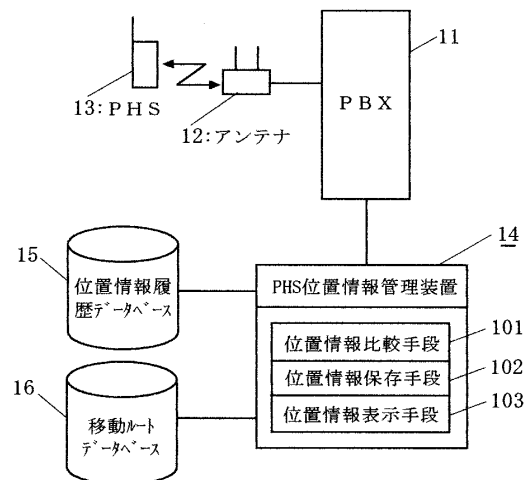 11
PBX
13:PHS
12:アンテナ
14
15
位置情報履
歴データベース
PHS位置情報管理装置
位置情報比較手段
101
位置情報保存手段
102
位置情報表示手段
103
16
移動ルート
データベース